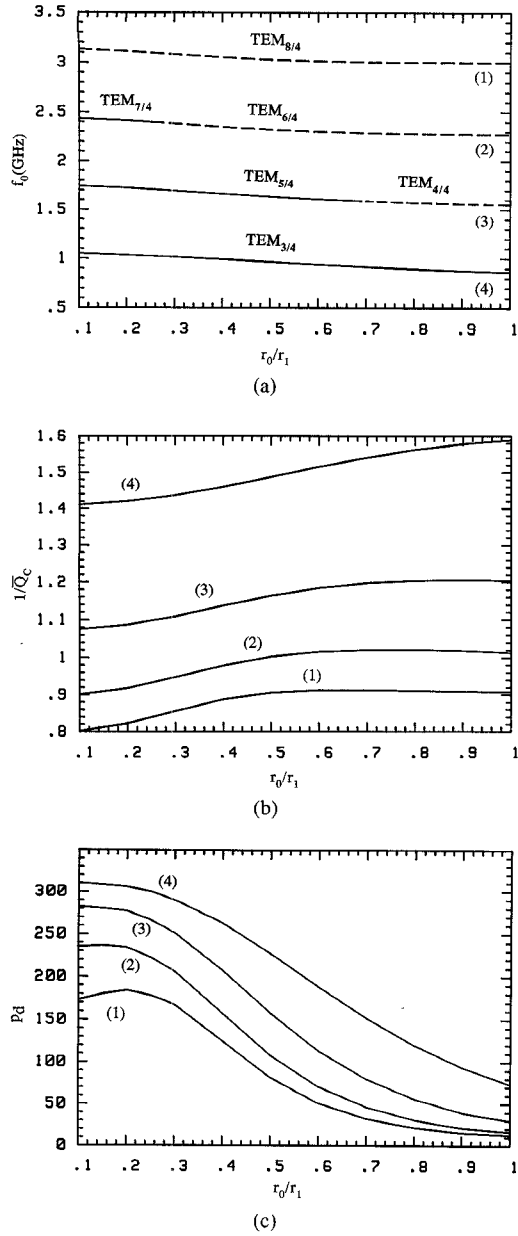 3.5
TEM8/4
3
(1)
TEM7/4 TEM6/4
2.5
f0(GHz)
(2)
2
TEM5/4 TEM4/4
1.5
(3)
TEM3/4
1
(4)
.5
.1 .2 .3 .4 .5 .6 .7 .8 .9 1
r0/r1
(a)
1.6
1.5
(4)
1.4
1.3
1/Q̅C
1.2
(3)
1.1
(2)
1
(1)
.9
.8
.1 .2 .3 .4 .5 .6 .7 .8 .9 1
r0/r1
(b)
300
(4)
250
(3)
200
(2)
Pd
150
(1)
100
50
0
.1 .2 .3 .4 .5 .6 .7 .8 .9 1
r0/r1
(c)